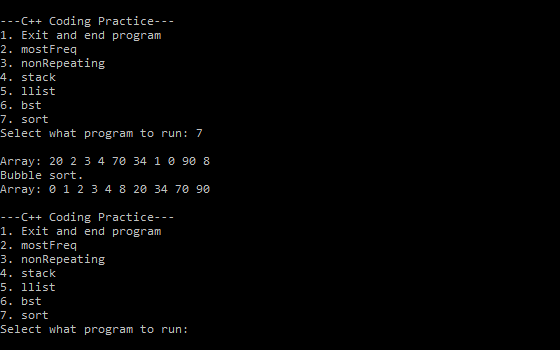 ---C++ Coding Practice---
1. Exit and end program
2. mostFreq
3. nonRepeating
4. stack
5. llist
6. bst
7. sort
Select what program to run: 7
Array: 20 2 3 4 70 34 1 0 90 8
Bubble sort.
Array: 0 1 2 3 4 8 20 34 70 90
---C++ Coding Practice---
1. Exit and end program
2. mostFreq
3. nonRepeating
4. stack
5. llist
6. bst
7. sort
Select what program to run: